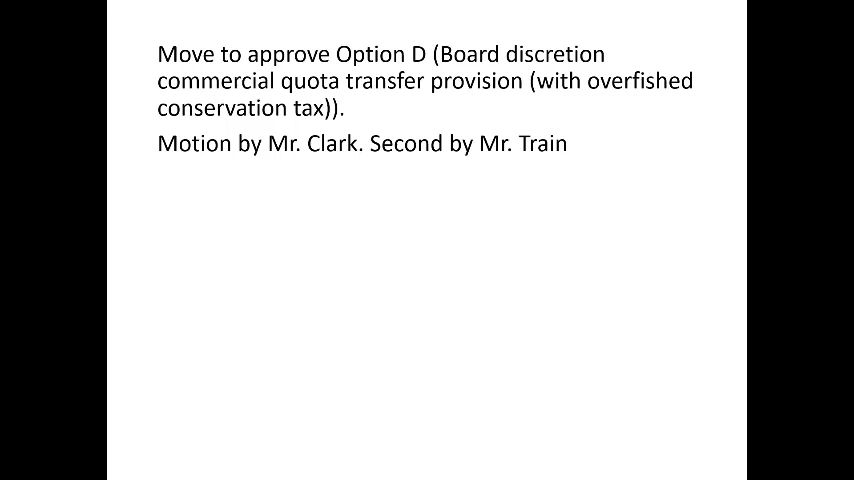 Move to approve Option D (Board discretion
commercial quota transfer provision (with overfished
conservation tax)).
Motion by Mr. Clark. Second by Mr. Train